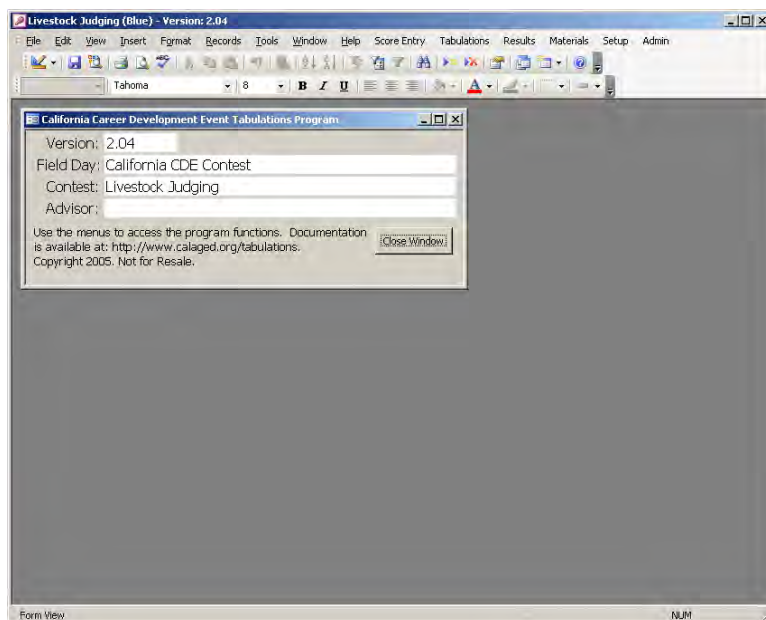 Livestock Judging (Blue) - Version: 2.04
File Edit View Insert Format Records Tools Window Help Score Entry Tabulations Results Materials Setup Admin
Tahoma 8 B I U A
California Career Development Event Tabulations Program
Version: 2.04
Field Day: California CDE Contest
Contest: Livestock Judging
Advisor:
Use the menus to access the program functions. Documentation
is available at: http://www.calaged.org/tabulations.
Copyright 2005. Not for Resale.
Close Window
Form View NUM